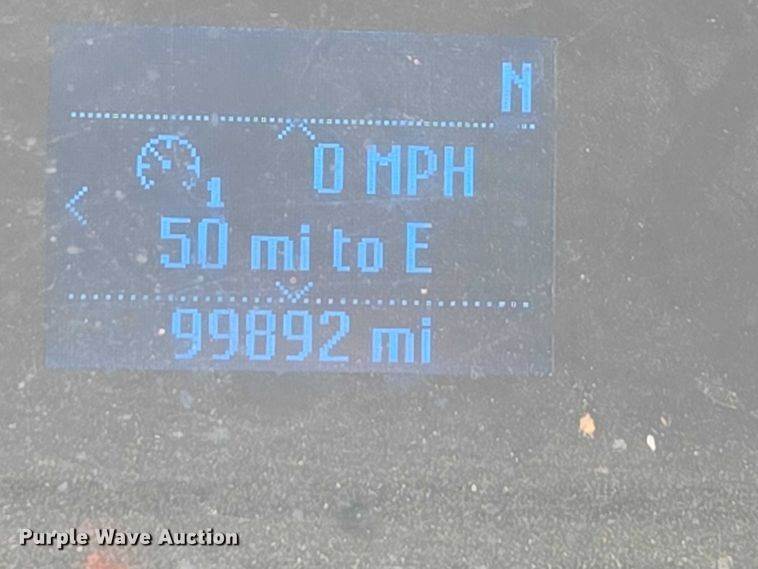 N
0 MPH
1
50 mi to E
99892 mi
Purple Wave Auction